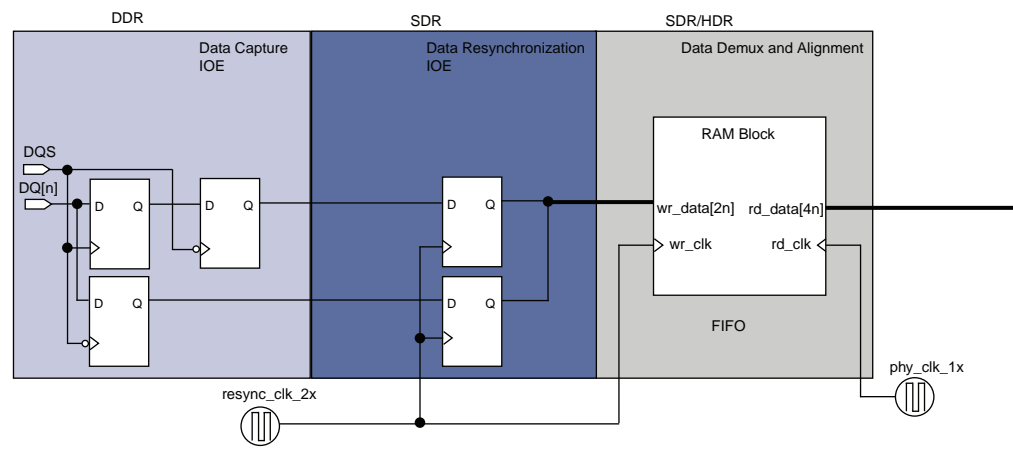 DDR
SDR
SDR/HDR
Data Capture
IOE
Data Resynchronization
IOE
Data Demux and Alignment
RAM Block
DQS
DQ[n]
D
Q
D
Q
D
Q
wr_data[2n]
rd_data[4n]
wr_clk
rd_clk
D
Q
D
Q
FIFO
phy_clk_1x
resync_clk_2x